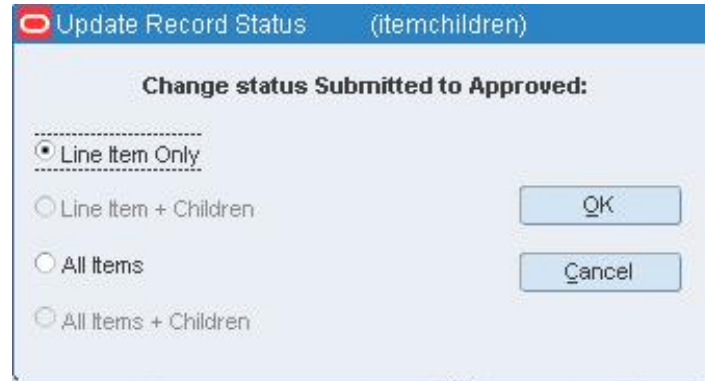 Update Record Status (itemchildren)
Change status Submitted to Approved:
Line Item Only
Line Item + Children
OK
All Items
Cancel
All Items + Children